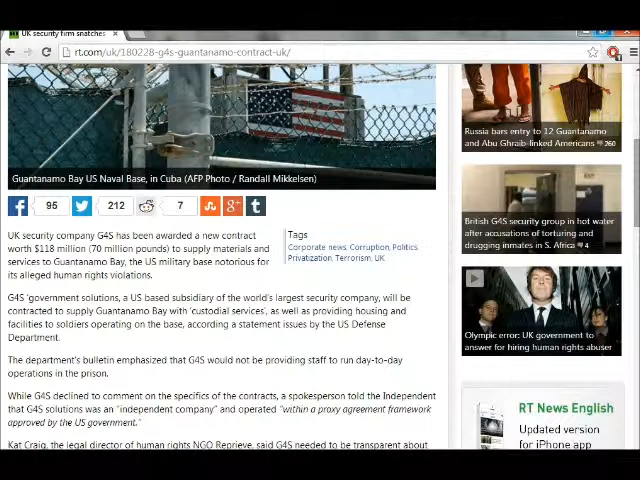 UK security firm snatches
rt.com/uk/180228-g4s-guantanamo-contract-uk/
Guantanamo Bay US Naval Base, in Cuba (AFP Photo / Randall Mikkelsen)
95
212
7
UK security company G4S has been awarded a new contract
worth $118 million (70 million pounds) to supply materials and
services to Guantanamo Bay, the US military base notorious for
its alleged human rights violations.
Tags
Corporate news, Corruption, Politics,
Privatization, Terrorism, UK
G4S 'government solutions, a US based subsidiary of the world's largest security company, will be
contracted to supply Guantanamo Bay with 'custodial services', as well as providing housing and
facilities to soldiers operating on the base, according to a statement issues by the US Defense
Department.
The department's bulletin emphasized that G4S would not be providing staff to run day-to-day
operations in the prison.
While G4S declined to comment on the specifics of the contracts, a spokesperson told the Independent
that G4S solutions was an "independent company" and operated "within a proxy agreement framework
approved by the US government."
Kat Craig, the legal director of human rights NGO Reprieve, said G4S needed to be transparent about
Russia bars entry to 12 Guantanamo
and Abu Ghraib-linked Americans 260
British G4S security group in hot water
after accusations of torturing and
drugging inmates in S. Africa 4
Olympic error: UK government to
answer for hiring human rights abuser
RT News English
Updated version
for iPhone app